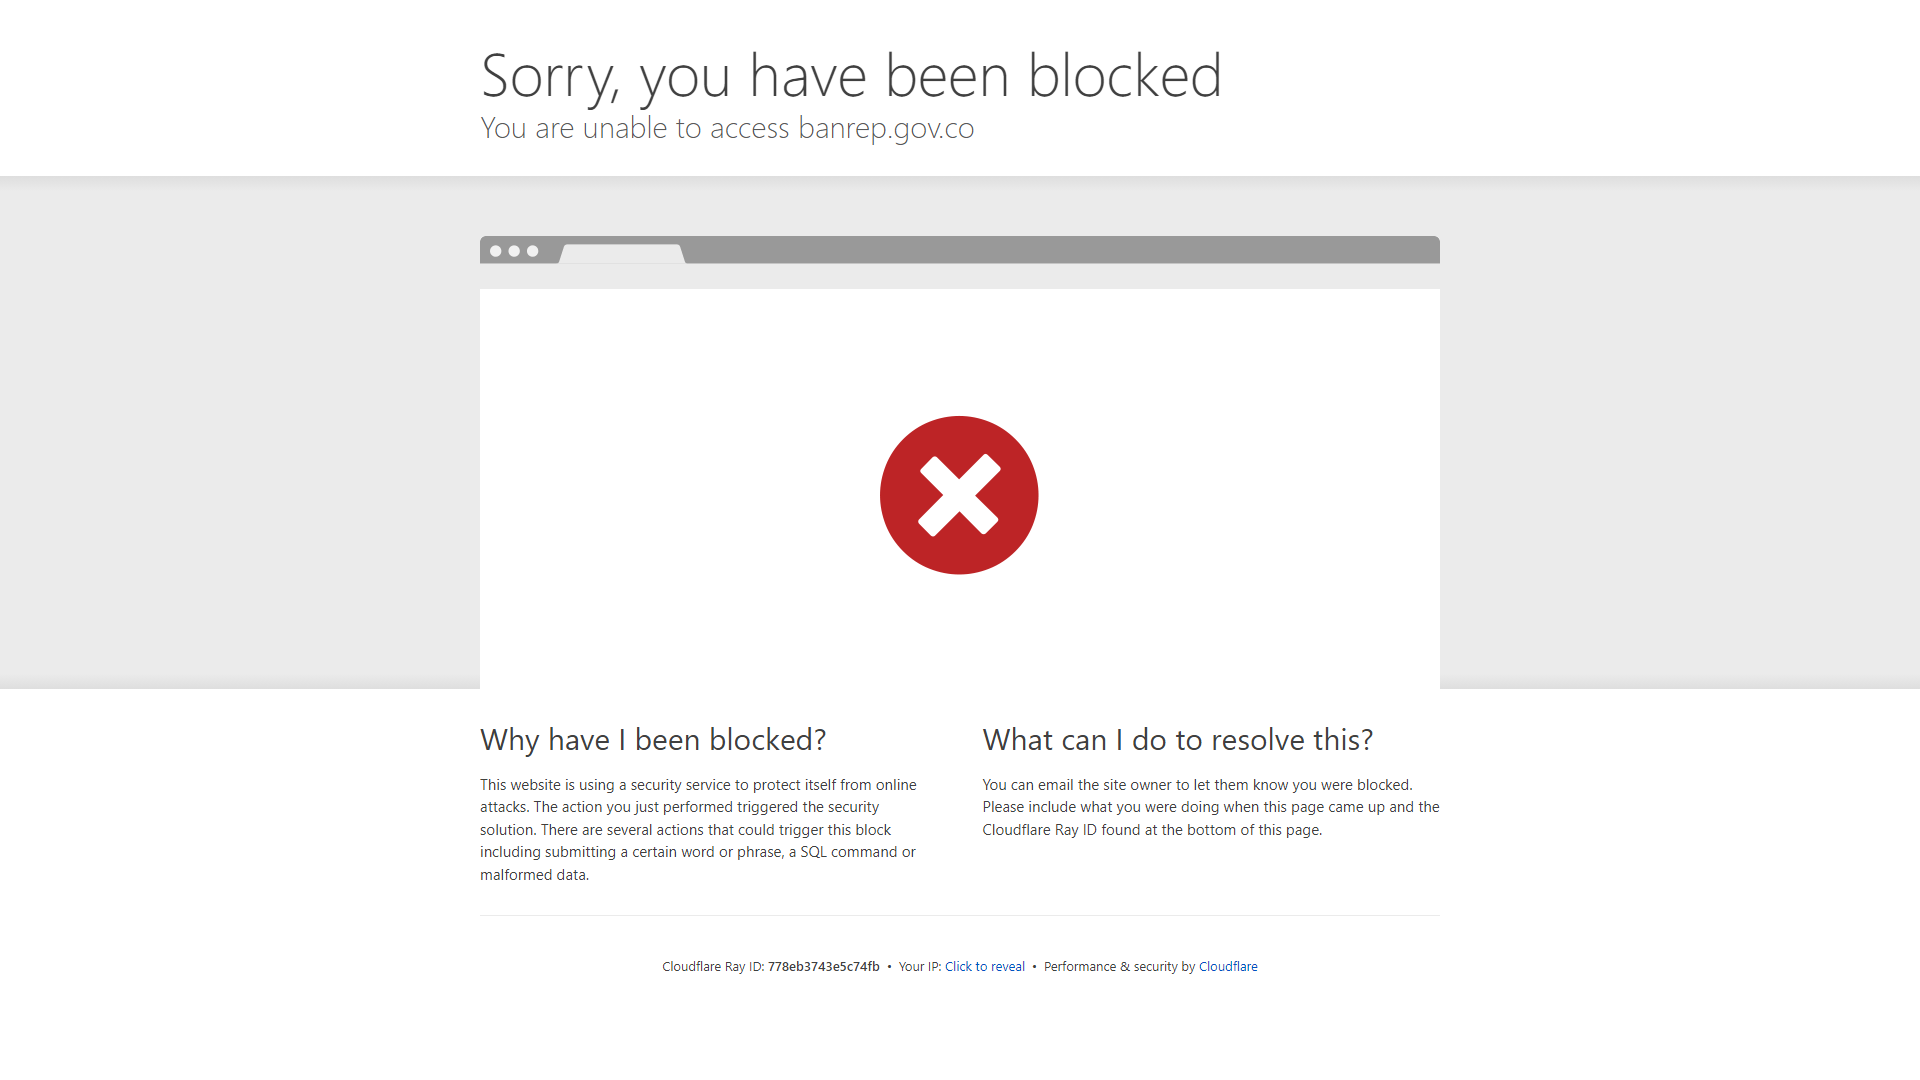 Sorry, you have been blocked
You are unable to access banrep.gov.co
Why have I been blocked?
This website is using a security service to protect itself from online
attacks. The action you just performed triggered the security
solution. There are several actions that could trigger this block
including submitting a certain word or phrase, a SQL command or
malformed data.
What can I do to resolve this?
You can email the site owner to let them know you were blocked.
Please include what you were doing when this page came up and the
Cloudflare Ray ID found at the bottom of this page.
Cloudflare Ray ID: 778eb3743e5c74fb • Your IP: Click to reveal • Performance & security by Cloudflare